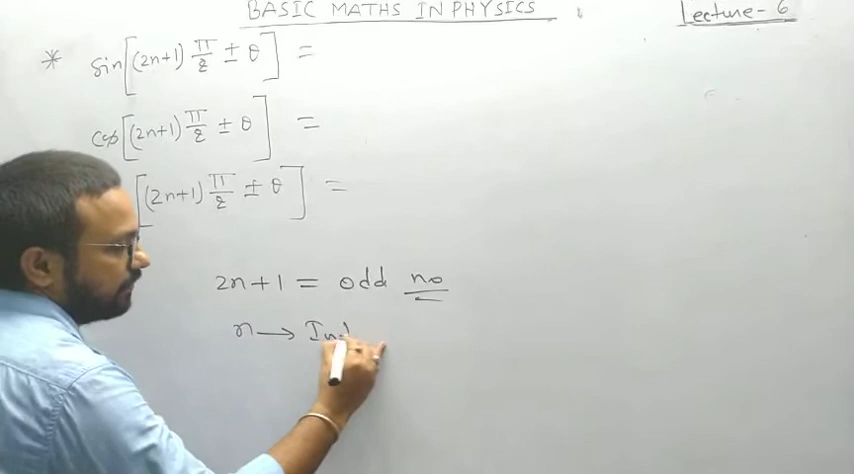 BASIC MATHS IN PHYSICS
Lecture - 6
* sin[(2n+1) π/2 ± θ] =
cos[(2n+1) π/2 ± θ] =
[(2n+1) π/2 ± θ] =
2n+1 = odd no
n →